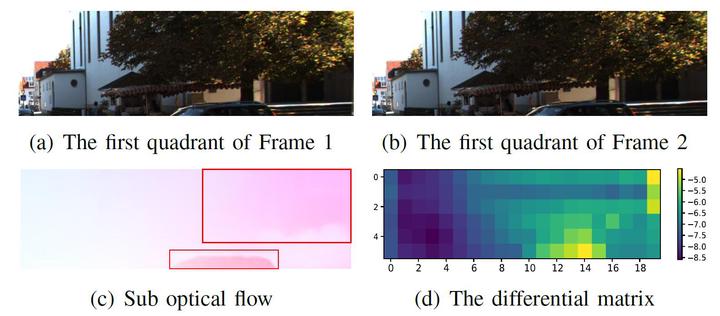 (a) The first quadrant of Frame 1
(b) The first quadrant of Frame 2
0
2
4
0 2 4 6 8 10 12 14 16 18
−5.0
−5.5
−6.0
−6.5
−7.0
−7.5
−8.0
−8.5
(c) Sub optical flow
(d) The differential matrix